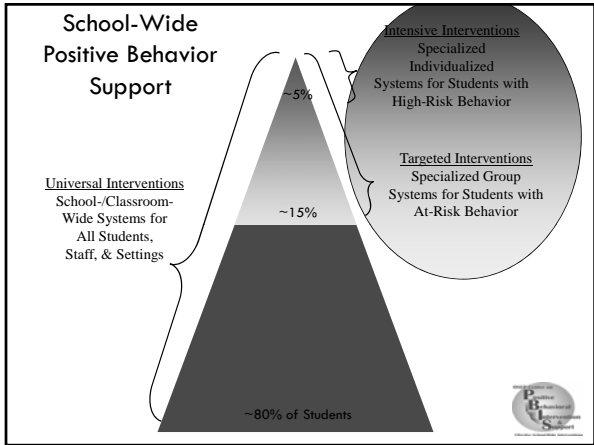 School-Wide
Positive Behavior
Support
Intensive Interventions
Specialized
Individualized
Systems for Students with
High-Risk Behavior
~5%
Targeted Interventions
Specialized Group
Systems for Students with
At-Risk Behavior
Universal Interventions
School-/Classroom-
Wide Systems for
All Students,
Staff, & Settings
~15%
~80% of Students
Positive
Behavioral
Intervention
&
Support